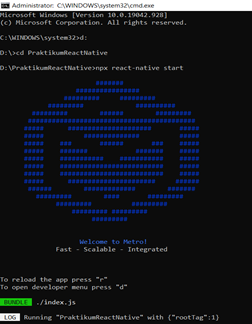 Administrator: C:\WINDOWS\system32\cmd.exe
Microsoft Windows [Version 10.0.19042.928]
(c) Microsoft Corporation. All rights reserved.
C:\WINDOWS\system32>d:
D:\>cd PraktikumReactNative
D:\PraktikumReactNative>npx react-native start
Welcome to Metro!
Fast - Scalable - Integrated
To reload the app press "r"
To open developer menu press "d"
BUNDLE ./index.js
LOG Running "PraktikumReactNative" with {"rootTag":1}